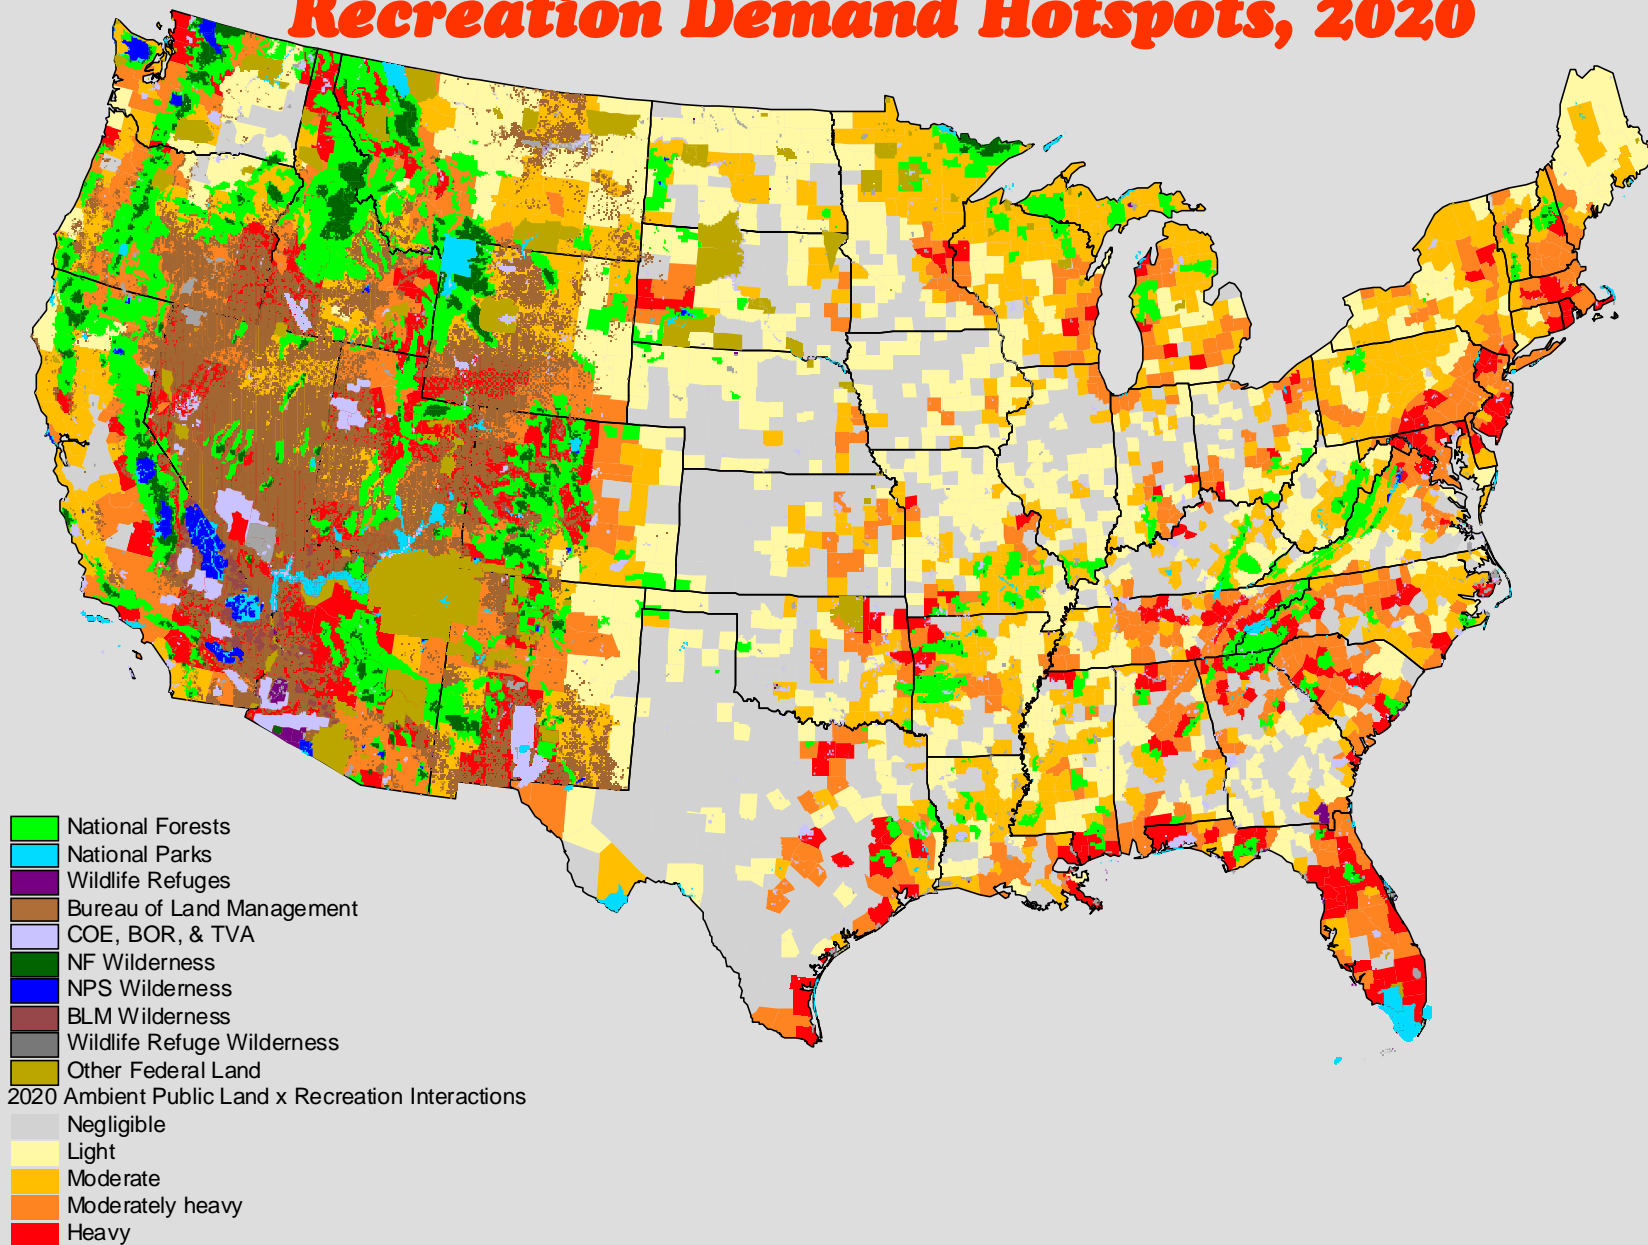 Recreation Demand Hotspots, 2020
National Forests
National Parks
Wildlife Refuges
Bureau of Land Management
COE, BOR, & TVA
NF Wilderness
NPS Wilderness
BLM Wilderness
Wildlife Refuge Wilderness
Other Federal Land
2020 Ambient Public Land x Recreation Interactions
Negligible
Light
Moderate
Moderately heavy
Heavy